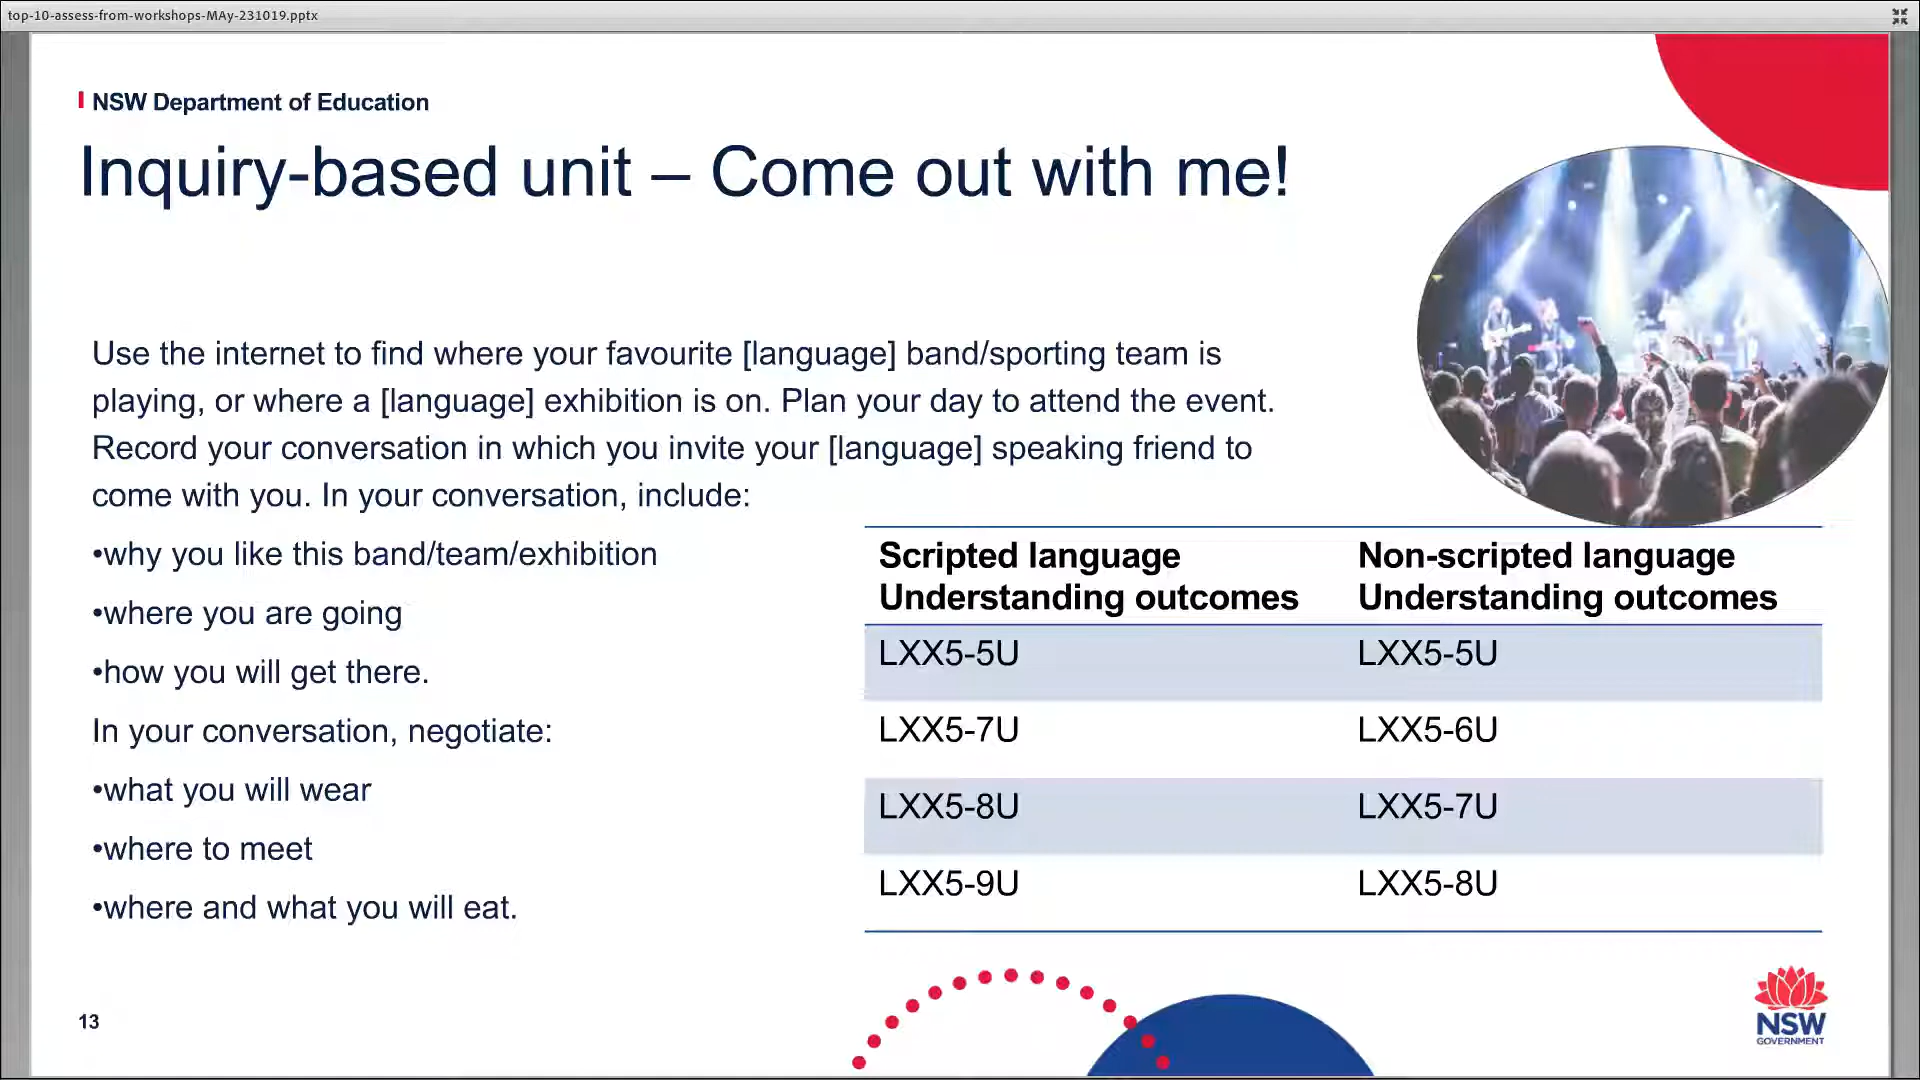 top-10-assess-from-workshops-MAy-231019.pptx
NSW Department of Education
Inquiry-based unit – Come out with me!
Use the internet to find where your favourite [language] band/sporting team is
playing, or where a [language] exhibition is on. Plan your day to attend the event.
Record your conversation in which you invite your [language] speaking friend to
come with you. In your conversation, include:
•why you like this band/team/exhibition
•where you are going
•how you will get there.
In your conversation, negotiate:
•what you will wear
•where to meet
•where and what you will eat.
Scripted language Non-scripted language
Understanding outcomes Understanding outcomes
LXX5-5U LXX5-5U
LXX5-7U LXX5-6U
LXX5-8U LXX5-7U
LXX5-9U LXX5-8U
13
NSW
GOVERNMENT